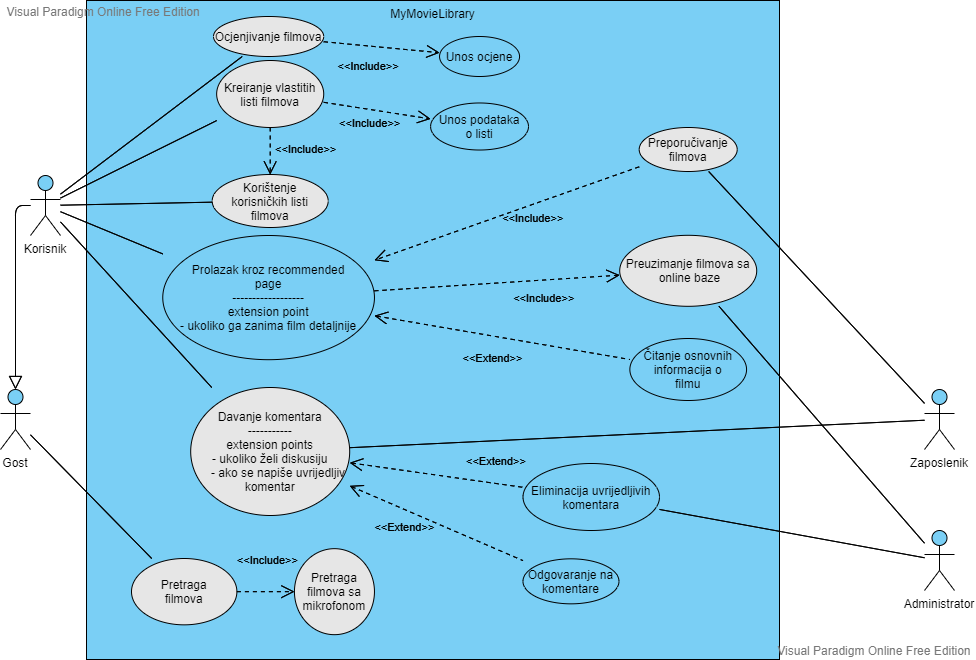 Visual Paradigm Online Free Edition
MyMovieLibrary
Ocjenjivanje filmova
<<Include>>
Unos ocjene
Kreiranje vlastitih
listi filmova
<<Include>>
Unos podataka
o listi
<<Include>>
Preporučivanje
filmova
Korištenje
korisničkih listi
filmova
<<Include>>
Korisnik
Prolazak kroz recommended
page
------------------
extension point
- ukoliko ga zanima film detaljnije
Preuzimanje filmova sa
online baze
<<Include>>
<<Extend>>
Čitanje osnovnih
informacija o
filmu
Davanje komentara
-----------
extension points
- ukoliko želi diskusiju
- ako se napiše uvrijedljiv
komentar
Gost
Zaposlenik
<<Extend>>
Eliminacija uvrijedljivih
komentara
<<Extend>>
Odgovaranje na
komentare
Pretraga
filmova
<<Include>>
Pretraga
filmova sa
mikrofonom
Administrator
Visual Paradigm Online Free Edition